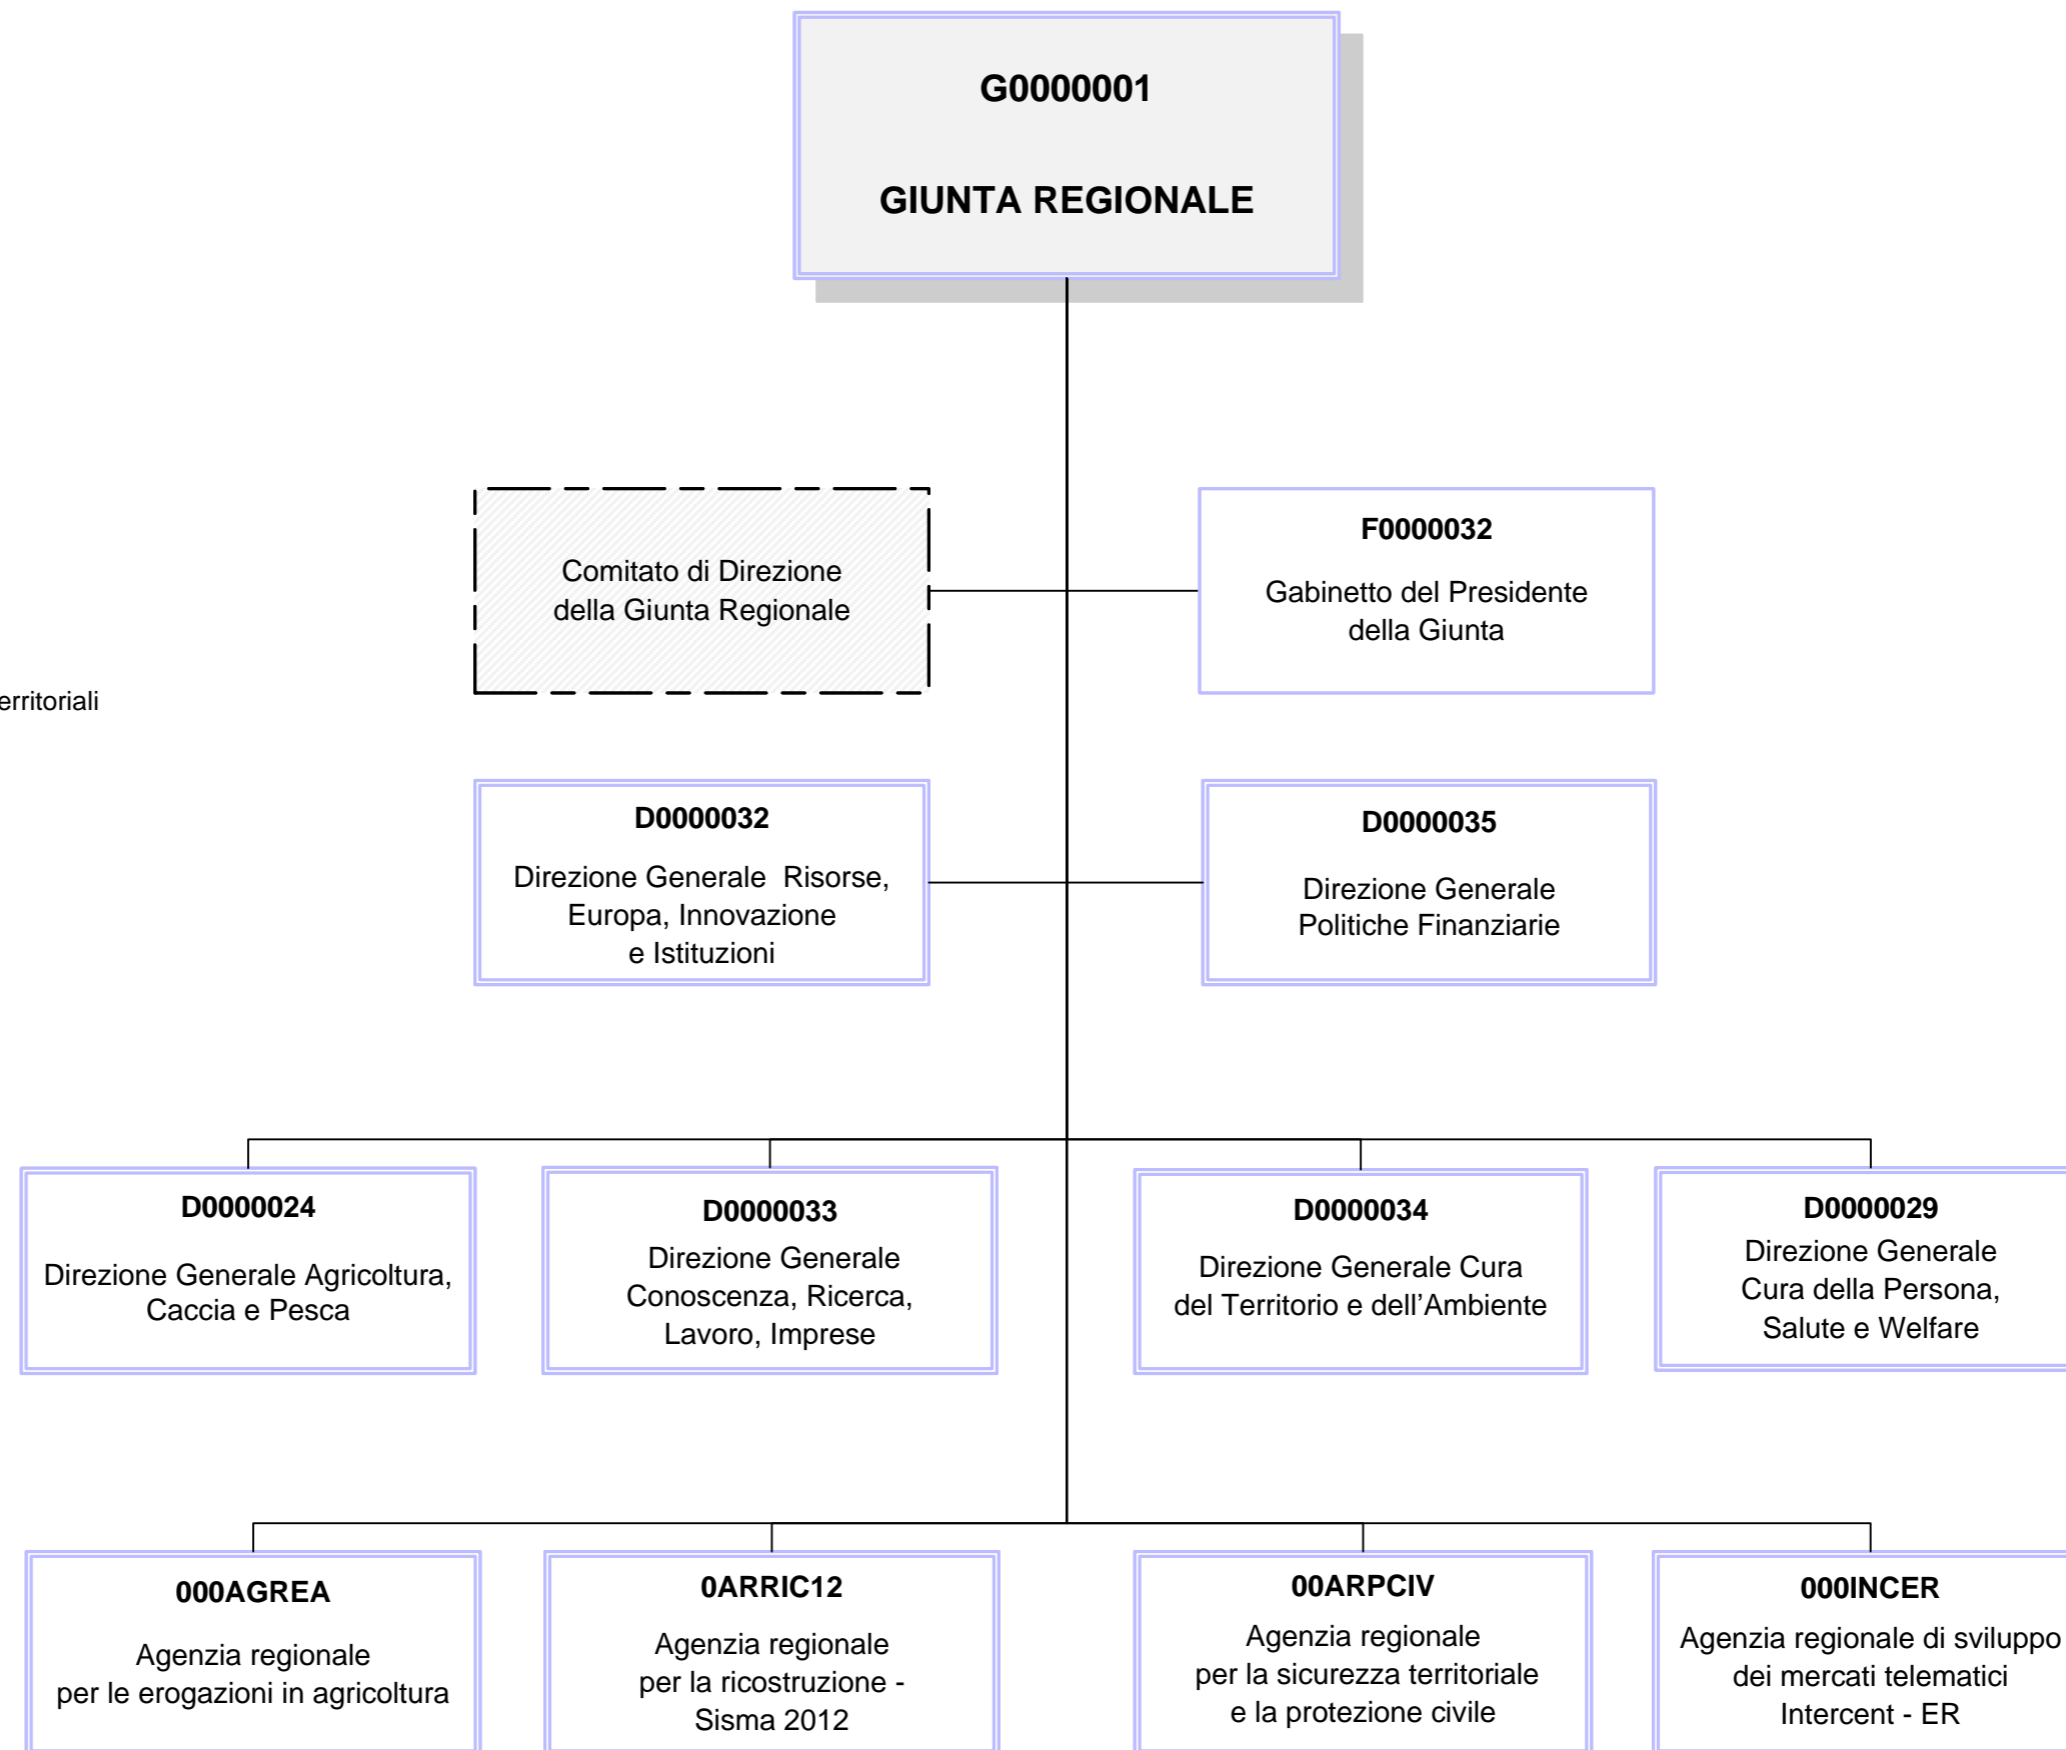 G0000001
GIUNTA REGIONALE
Comitato di Direzione
della Giunta Regionale
F0000032
Gabinetto del Presidente
della Giunta
erritoriali
D0000032
Direzione Generale Risorse,
Europa, Innovazione
e Istituzioni
D0000035
Direzione Generale
Politiche Finanziarie
D0000024
Direzione Generale Agricoltura,
Caccia e Pesca
D0000033
Direzione Generale
Conoscenza, Ricerca,
Lavoro, Imprese
D0000034
Direzione Generale Cura
del Territorio e dell’Ambiente
D0000029
Direzione Generale
Cura della Persona,
Salute e Welfare
000AGREA
Agenzia regionale
per le erogazioni in agricoltura
0ARRIC12
Agenzia regionale
per la ricostruzione -
Sisma 2012
00ARPCIV
Agenzia regionale
per la sicurezza territoriale
e la protezione civile
000INCER
Agenzia regionale di sviluppo
dei mercati telematici
Intercent - ER